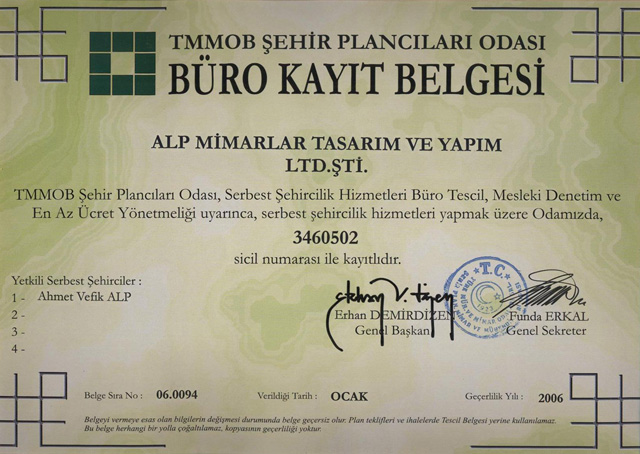 TMMOB ŞEHİR PLANCILARI ODASI
BÜRO KAYIT BELGESİ
ALP MİMARLAR TASARIM VE YAPIM
LTD.ŞTİ.
TMMOB Şehir Plancıları Odası, Serbest Şehircilik Hizmetleri Büro Tescil, Mesleki Denetim ve
En Az Ücret Yönetmeliği uyarınca, serbest şehircilik hizmetleri yapmak üzere Odamızda,
3460502
sicil numarası ile kayıtlıdır.
Yetkili Serbest Şehirciler :
1 - Ahmet Vefik ALP
2 -
3 -
4 -
T.C.
Erhan DEMİRDİZEN
Genel Başkan
Funda ERKAL
Genel Sekreter
Belge Sıra No : 06.0094
Verildiği Tarih : OCAK
Geçerlilik Yılı : 2006
Belgeyi vermeye esas olan bilgilerin değişmesi durumunda belge geçersiz olur. Plan teklifleri ve ihalelerde Tescil Belgesi yerine kullanılamaz.
Bu belge herhangi bir yolla çoğaltılamaz, kopyasının geçerliliği yoktur.